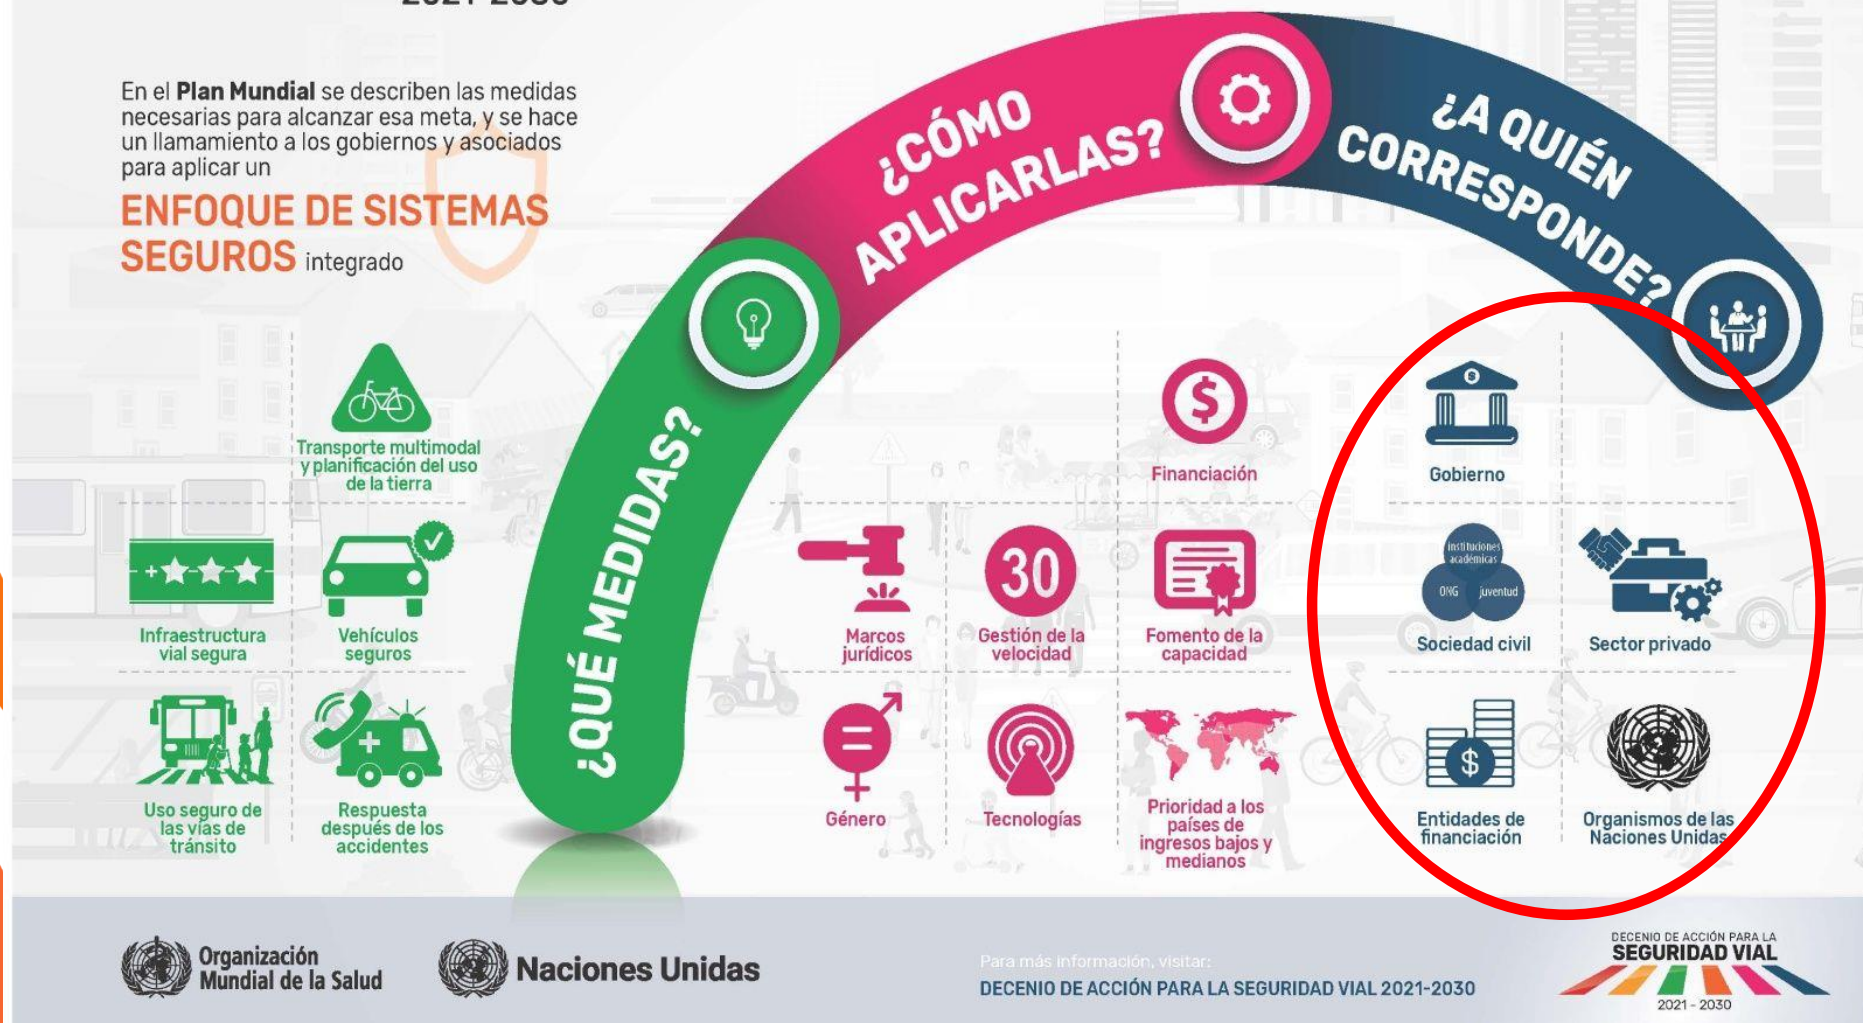 2021-2030
En el Plan Mundial se describen las medidas
necesarias para alcanzar esa meta, y se hace
un llamamiento a los gobiernos y asociados
para aplicar un
ENFOQUE DE SISTEMAS
SEGUROS integrado
¿QUÉ MEDIDAS?
¿CÓMO
APLICARLAS?
¿A QUIÉN
CORRESPONDE?
Transporte multimodal
y planificación del uso
de la tierra
Infraestructura
vial segura
Vehículos
seguros
Uso seguro de
las vías de
tránsito
Respuesta
después de los
accidentes
Financiación
Marcos
jurídicos
30
Gestión de la
velocidad
Fomento de la
capacidad
Género
Tecnologías
Prioridad a los
países de
ingresos bajos y
medianos
Gobierno
instituciones
académicas
ONG
juventud
Sociedad civil
Sector privado
Entidades de
financiación
Organismos de las
Naciones Unidas
Organización
Mundial de la Salud
Naciones Unidas
Para más información, visitar:
DECENIO DE ACCIÓN PARA LA SEGURIDAD VIAL 2021-2030
DECENIO DE ACCIÓN PARA LA
SEGURIDAD VIAL
2021 - 2030